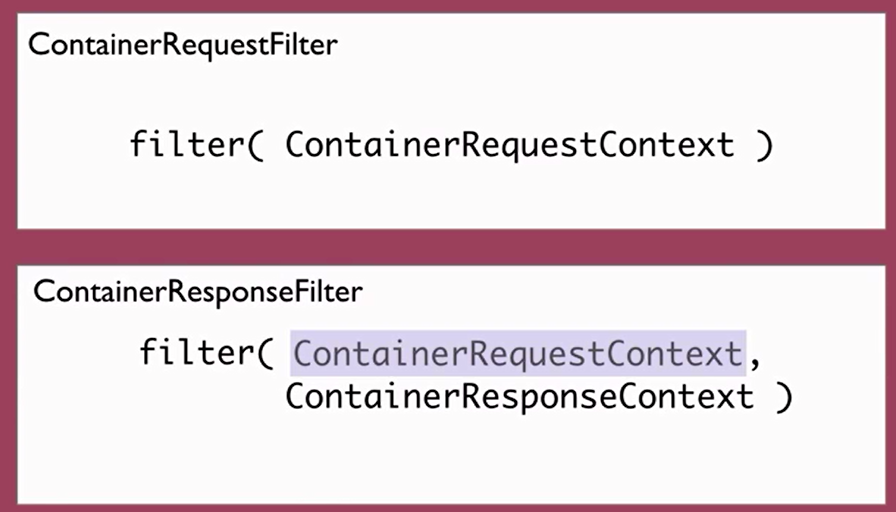 ContainerRequestFilter
filter( ContainerRequestContext )
ContainerResponseFilter
filter( ContainerRequestContext,
ContainerResponseContext )